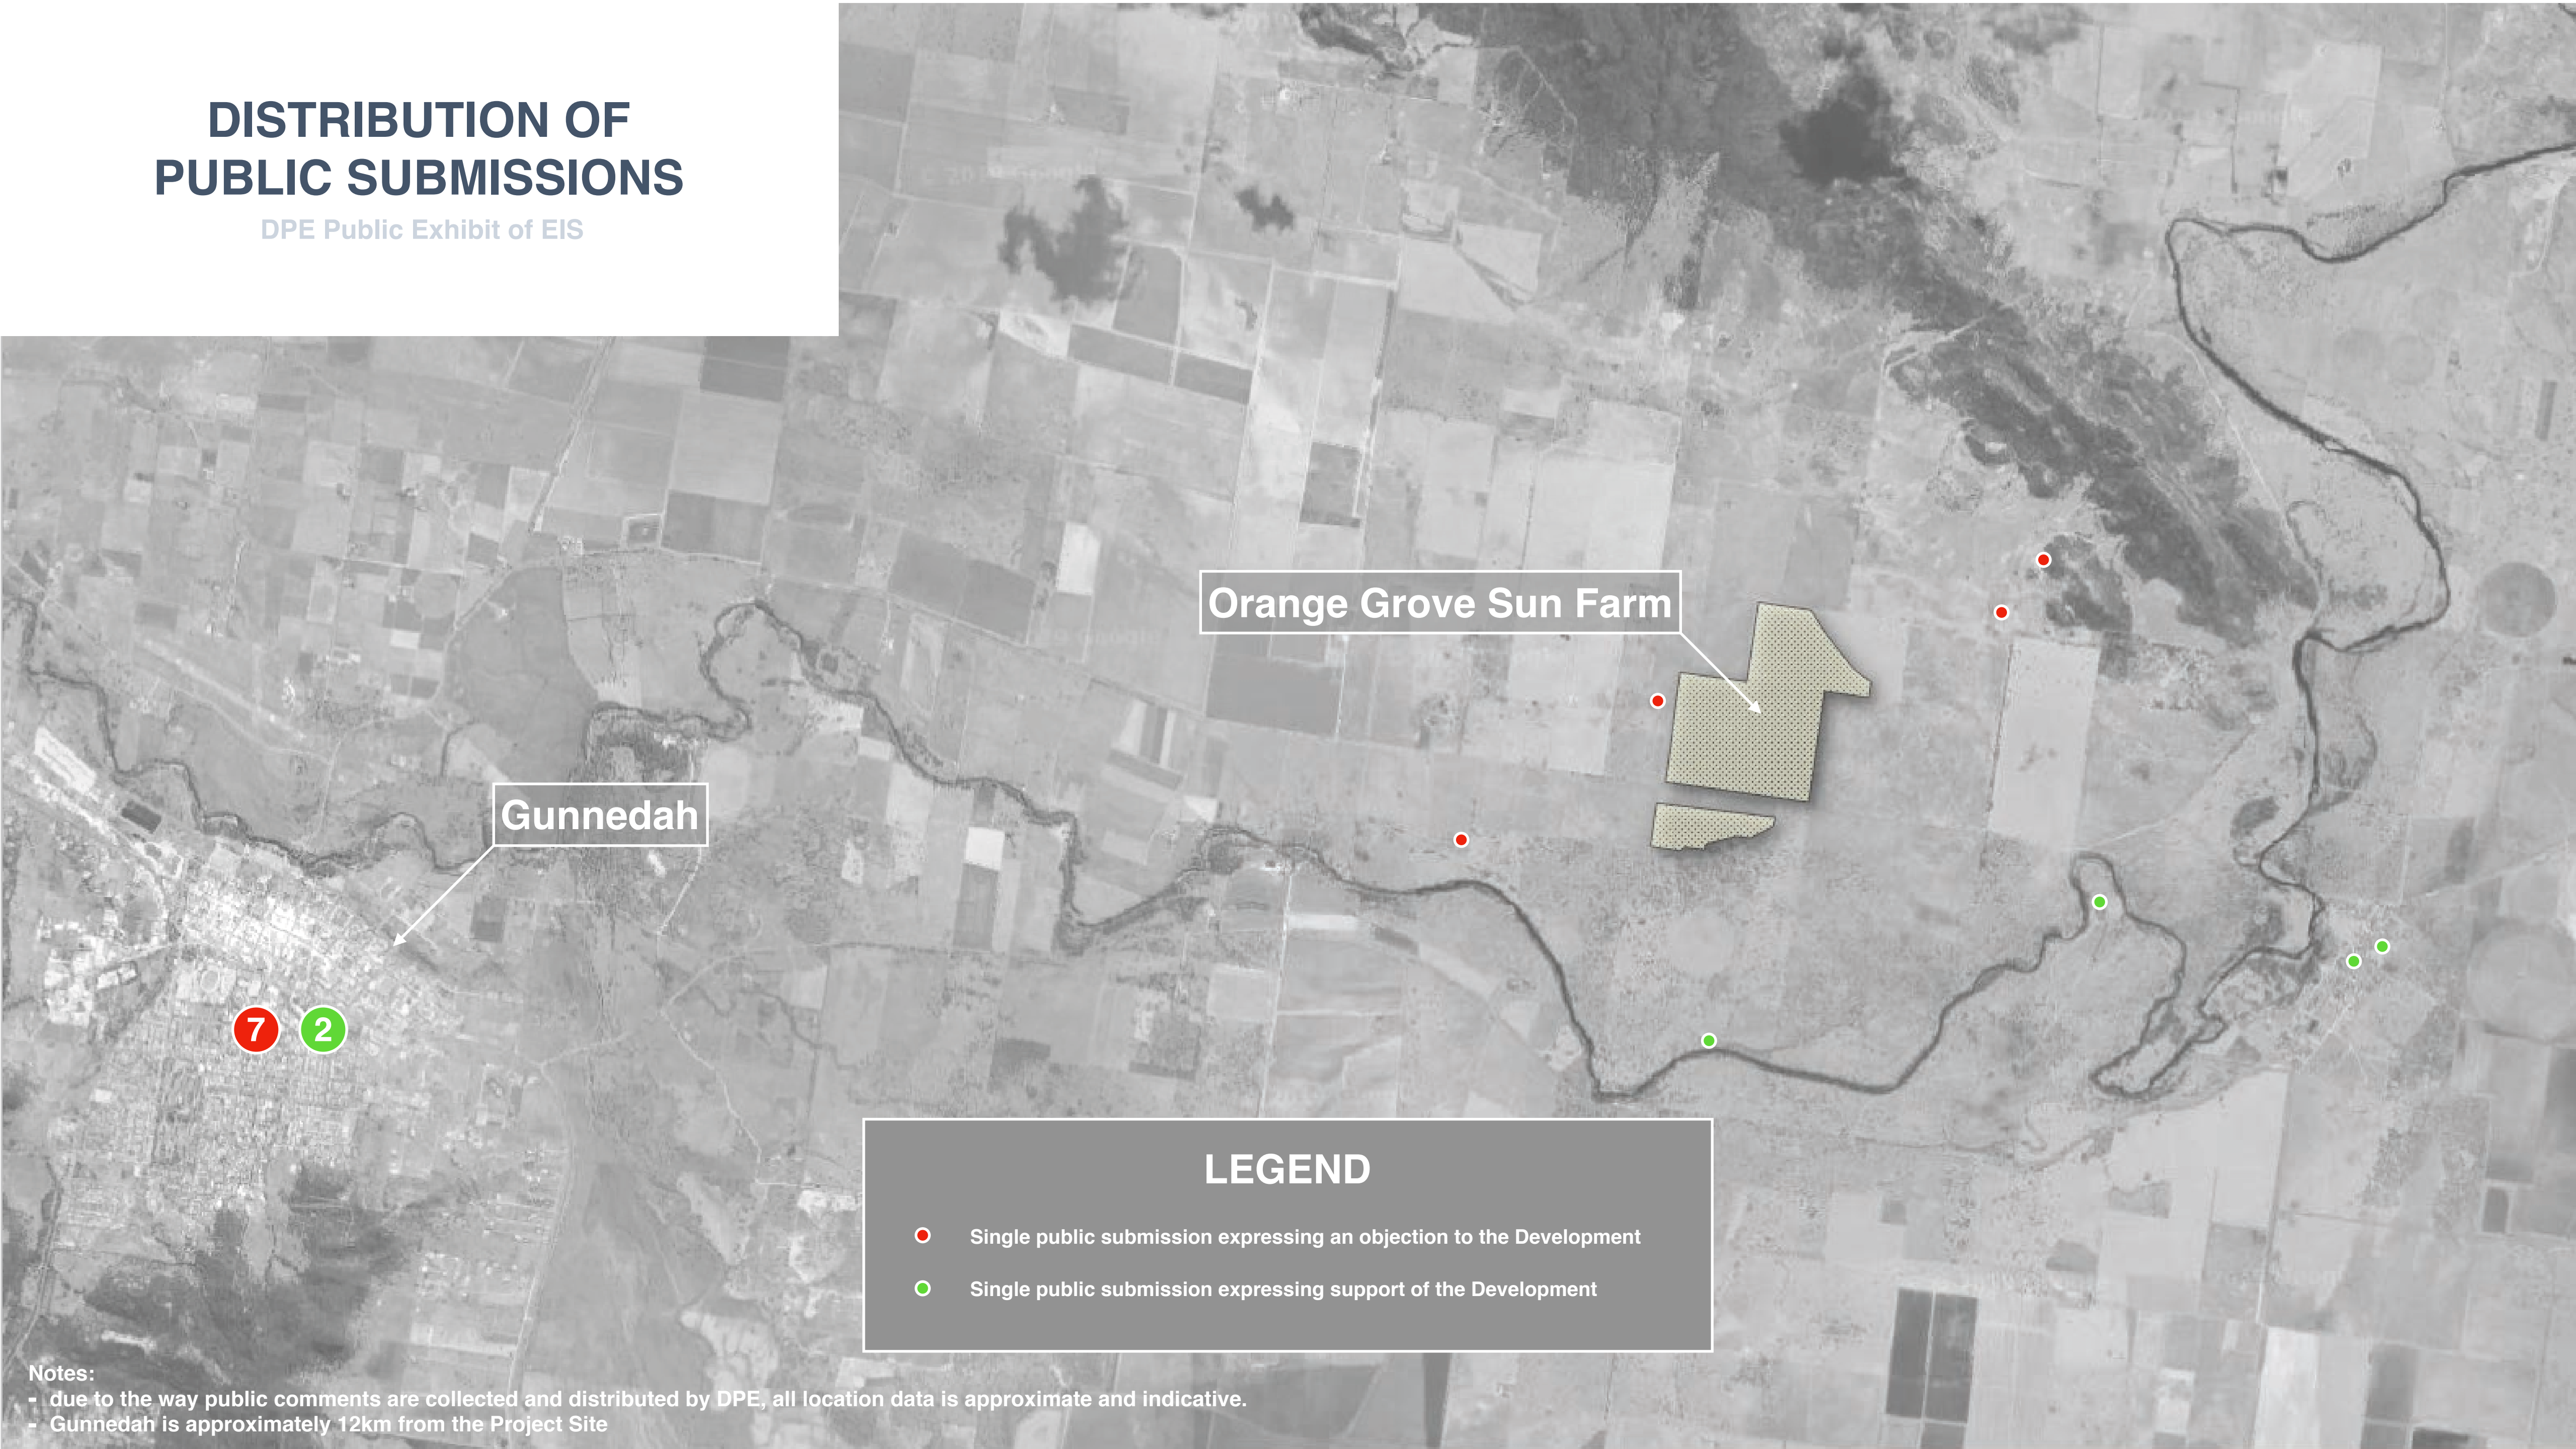 DISTRIBUTION OF
PUBLIC SUBMISSIONS
DPE Public Exhibit of EIS
Orange Grove Sun Farm
Gunnedah
7
2
LEGEND
Single public submission expressing an objection to the Development
Single public submission expressing support of the Development
Notes:
- due to the way public comments are collected and distributed by DPE, all location data is approximate and indicative.
- Gunnedah is approximately 12km from the Project Site